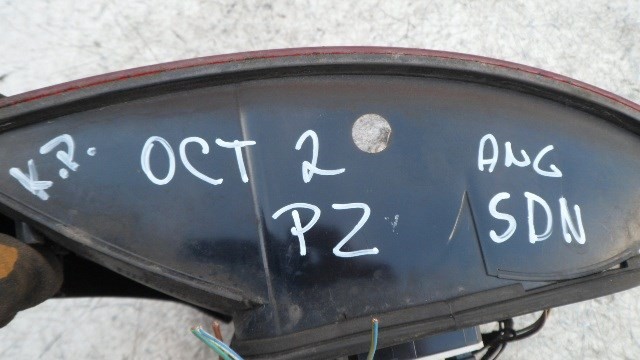 K.P. OCT 2 ANG
PZ SDN